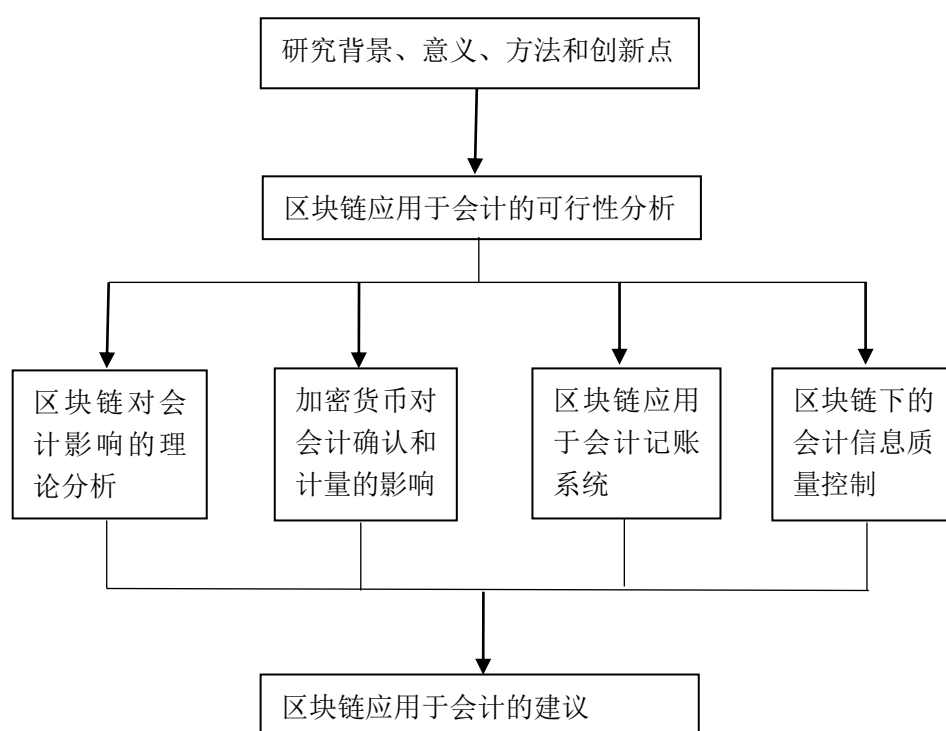 研究背景、意义、方法和创新点
区块链应用于会计的可行性分析
区块链对会
计影响的理
论分析
加密货币对
会计确认和
计量的影响
区块链应用
于会计记账
系统
区块链下的
会计信息质
量控制
区块链应用于会计的建议